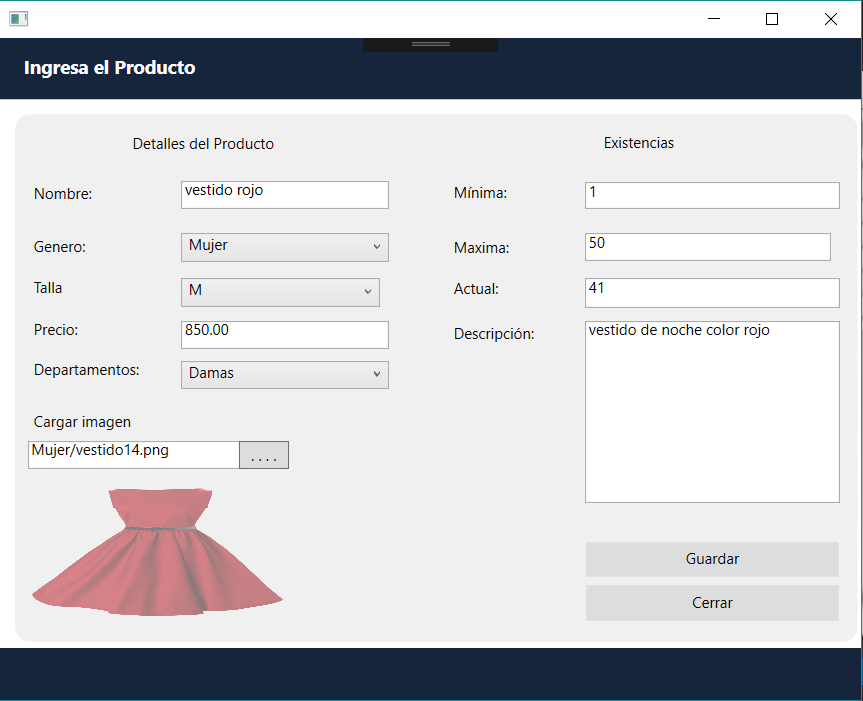 Ingresa el Producto
Detalles del Producto
Nombre: vestido rojo
Genero: Mujer
Talla M
Precio: 850.00
Departamentos: Damas
Cargar imagen
Mujer/vestido14.png ....
Existencias
Mínima: 1
Maxima: 50
Actual: 41
Descripción: vestido de noche color rojo
Guardar
Cerrar